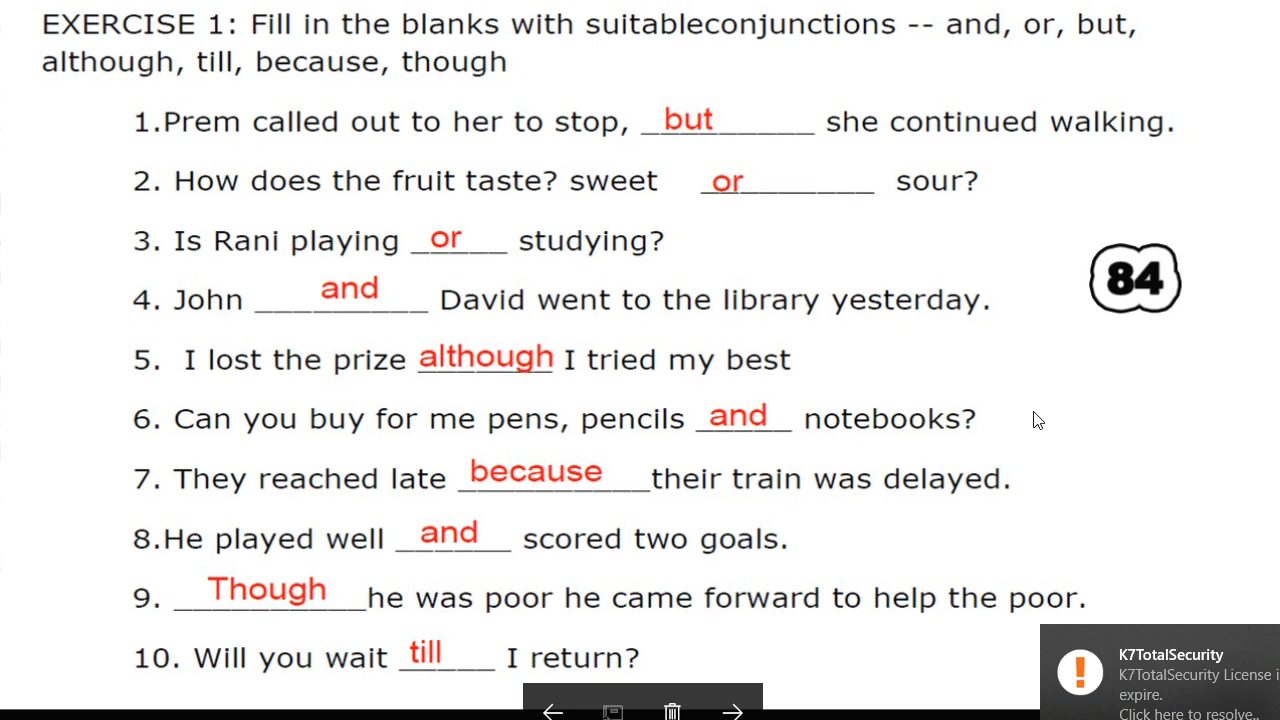 EXERCISE 1: Fill in the blanks with suitableconjunctions -- and, or, but,
although, till, because, though
1.Prem called out to her to stop, but she continued walking.
2. How does the fruit taste? sweet or sour?
3. Is Rani playing or studying?
84
4. John and David went to the library yesterday.
5. I lost the prize although I tried my best
6. Can you buy for me pens, pencils and notebooks?
7. They reached late because their train was delayed.
8.He played well and scored two goals.
9. Though he was poor he came forward to help the poor.
10. Will you wait till I return?
K7TotalSecurity
K7TotalSecurity License i
expire.
Click here to resolve..